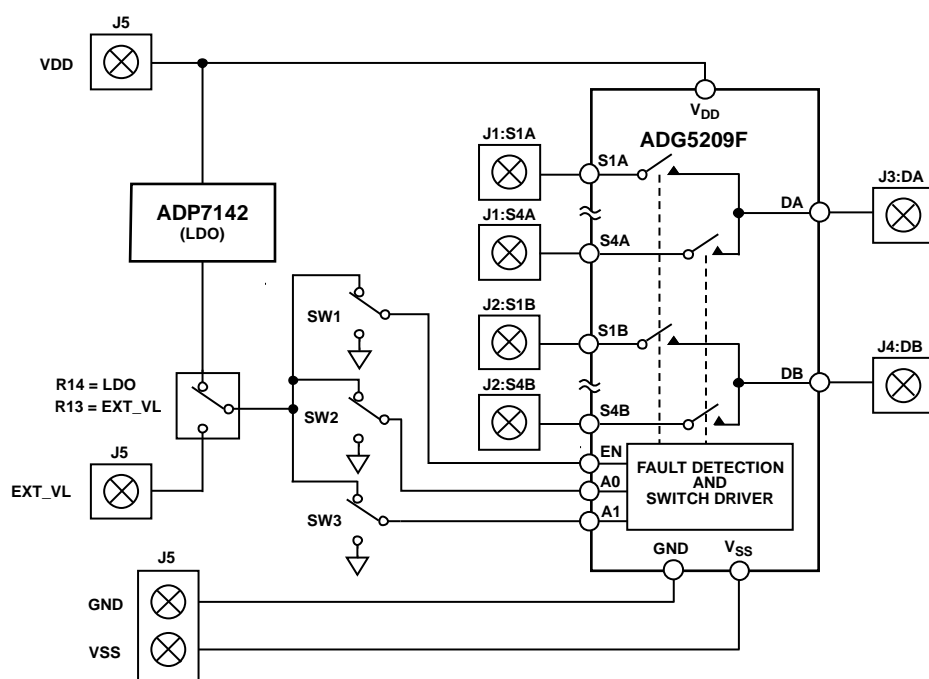 J5
VDD
V_DD
ADG5209F
J1:S1A
S1A
J3:DA
DA
ADP7142
(LDO)
J1:S4A
S4A
SW1
J2:S1B
S1B
J4:DB
DB
R14 = LDO
R13 = EXT_VL
SW2
J2:S4B
S4B
J5
EXT_VL
EN
A0
A1
FAULT DETECTION
AND
SWITCH DRIVER
SW3
GND
V_SS
J5
GND
VSS